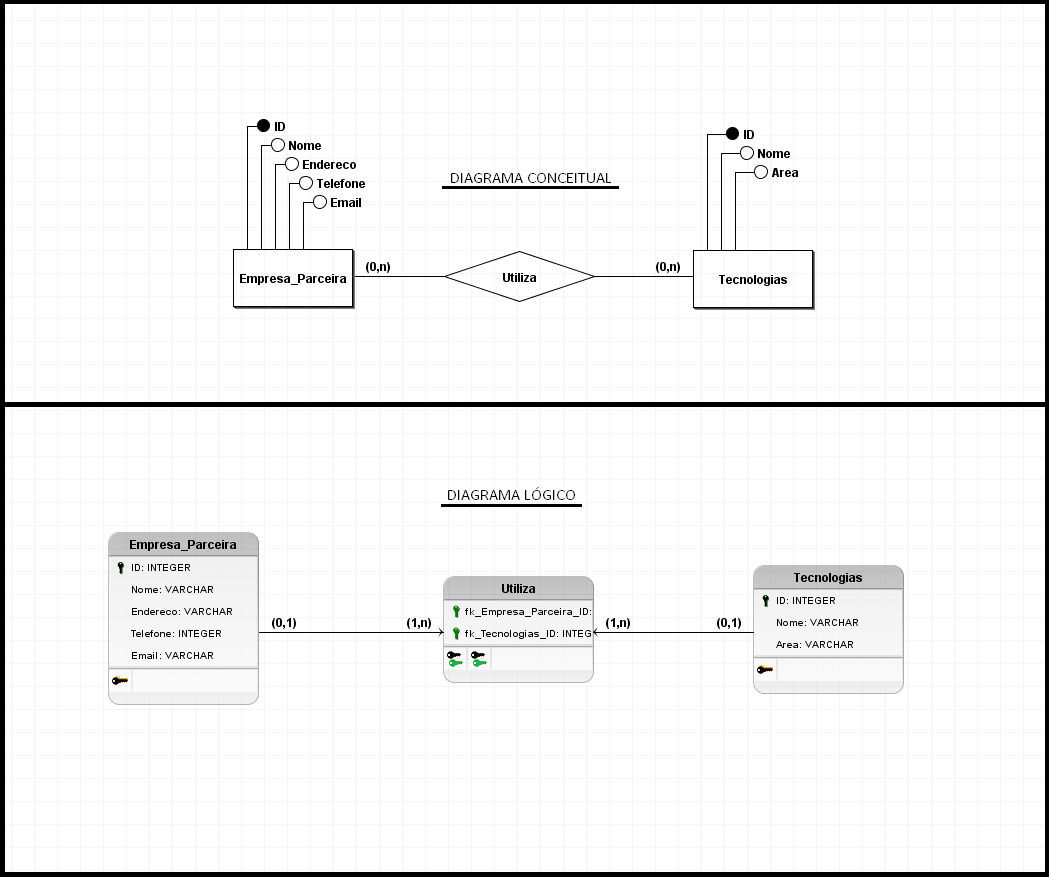 ID
Nome
Endereco
Telefone
Email
DIAGRAMA CONCEITUAL
ID
Nome
Area
Empresa_Parceira
(0,n)
Utiliza
(0,n)
Tecnologias
DIAGRAMA LÓGICO
Empresa_Parceira
ID: INTEGER
Nome: VARCHAR
Endereco: VARCHAR
Telefone: INTEGER
Email: VARCHAR
(0,1)
(1,n)
Utiliza
fk_Empresa_Parceira_ID:
fk_Tecnologias_ID: INTEG
(1,n)
(0,1)
Tecnologias
ID: INTEGER
Nome: VARCHAR
Area: VARCHAR